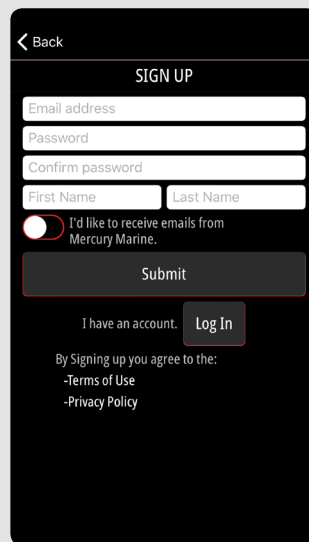 Back
SIGN UP
Email address
Password
Confirm password
First Name Last Name
I'd like to receive emails from
Mercury Marine.
Submit
I have an account. Log In
By Signing up you agree to the:
-Terms of Use
-Privacy Policy